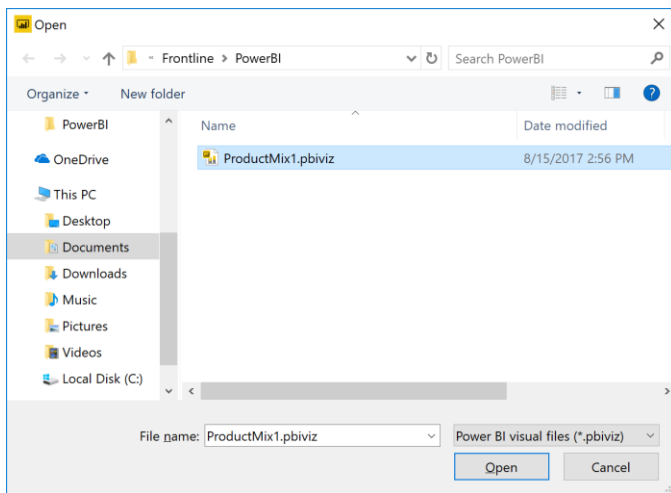 Open
Frontline > PowerBI
Search PowerBI
Organize
New folder
PowerBI
OneDrive
This PC
Desktop
Documents
Downloads
Music
Pictures
Videos
Local Disk (C:)
Name
Date modified
ProductMix1.pbiviz
8/15/2017 2:56 PM
File name:
ProductMix1.pbiviz
Power BI visual files (*.pbiviz)
Open
Cancel